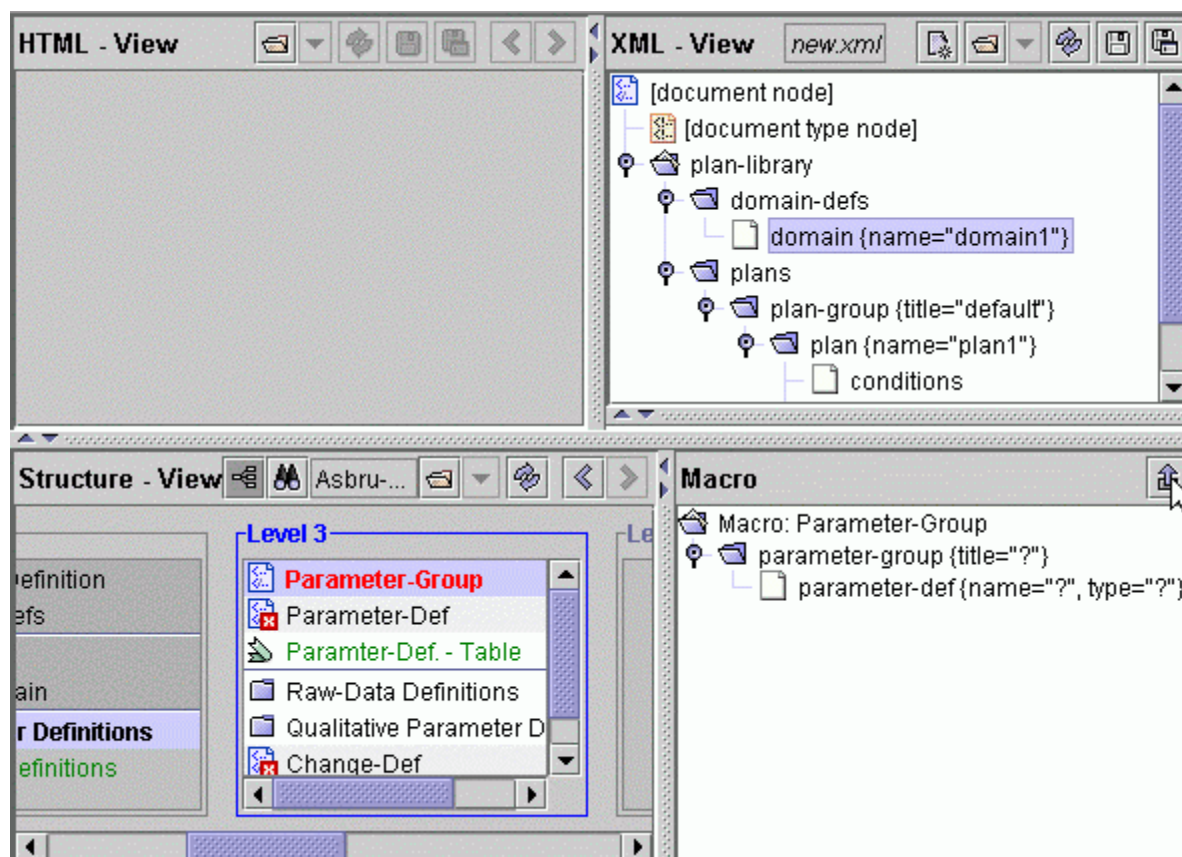 HTML - View
XML - View new.xml
[document node]
[document type node]
plan-library
domain-defs
domain {name="domain1"}
plans
plan-group {title="default"}
plan {name="plan1"}
conditions
Structure - View Asbru-...
efinition
efs
ain
r Definitions
efinitions
Level 3
Parameter-Group
Parameter-Def
Paramter-Def. - Table
Raw-Data Definitions
Qualitative Parameter D
Change-Def
Le
Macro
Macro: Parameter-Group
parameter-group {title="?"}
parameter-def {name="?", type="?"}